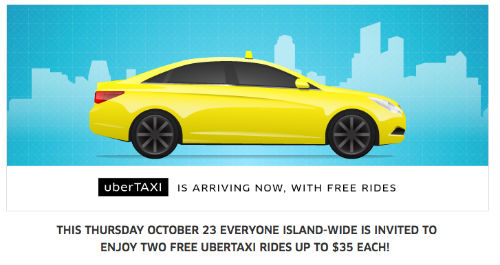 uberTAXI IS ARRIVING NOW, WITH FREE RIDES
THIS THURSDAY OCTOBER 23 EVERYONE ISLAND-WIDE IS INVITED TO
ENJOY TWO FREE UBERTAXI RIDES UP TO $35 EACH!